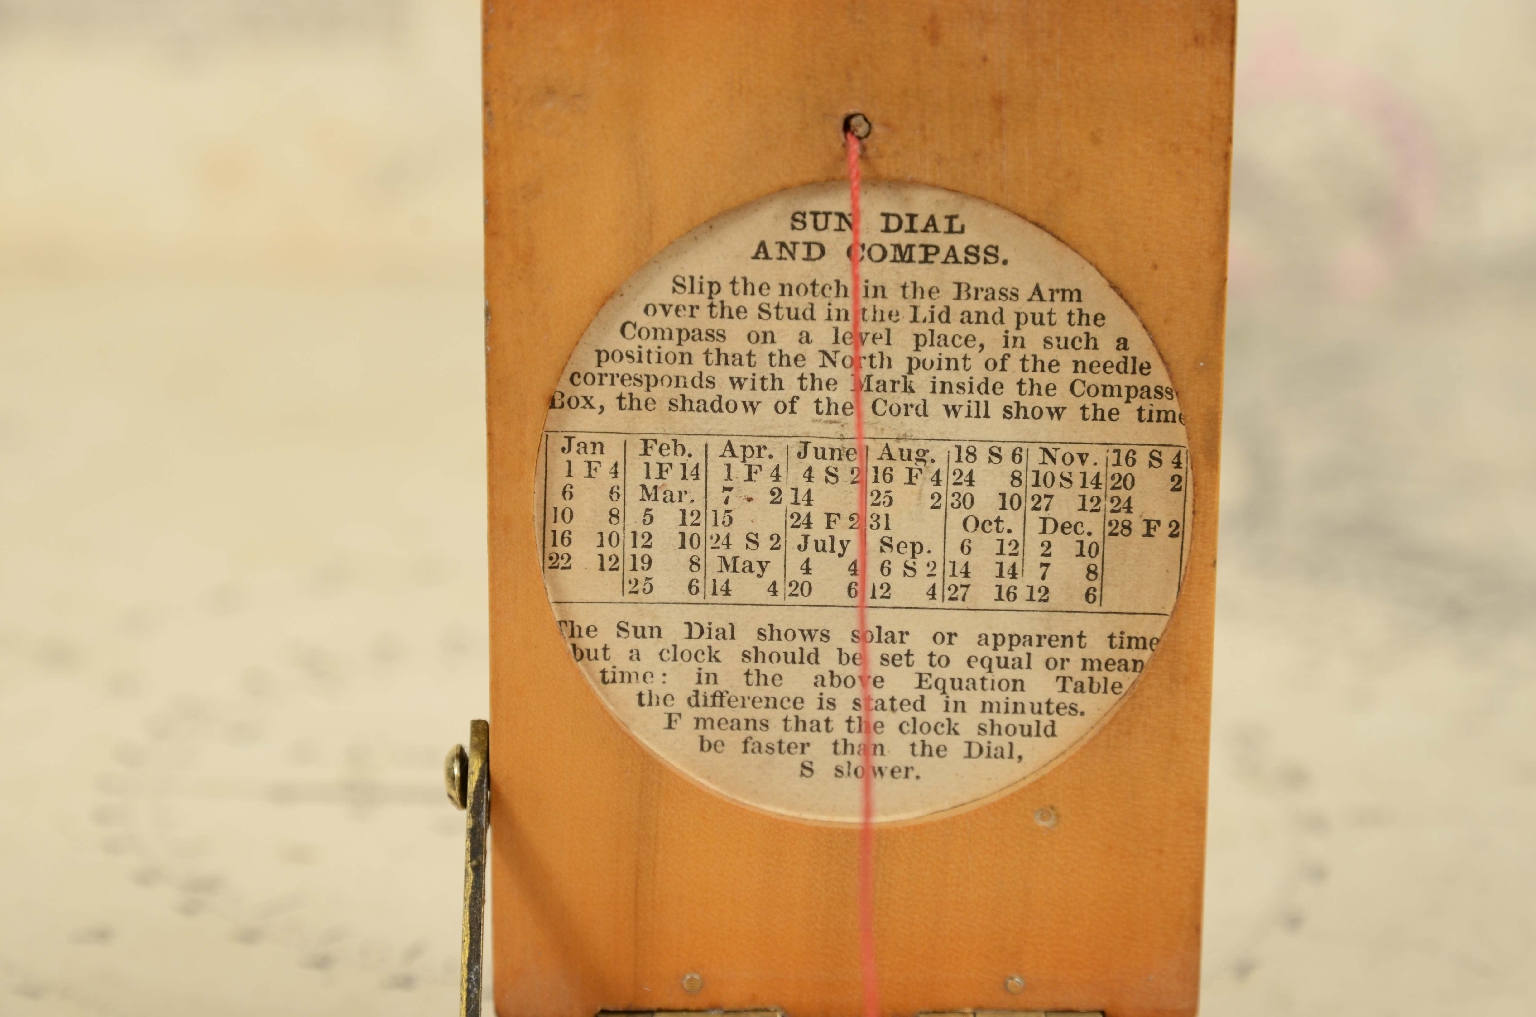 SUN DIAL
AND COMPASS.
Slip the notch in the Brass Arm
over the Stud in the Lid and put the
Compass on a level place, in such a
position that the North point of the needle
corresponds with the Mark inside the Compass
Box, the shadow of the Cord will show the time
Jan Feb. Apr. June Aug. 18 S 6 Nov. 16 S 4
1 F 4 1 F 14 1 F 4 4 S 2 16 F 4 24 8 10 S 14 20 2
6 6 Mar. 7 2 14 25 2 30 10 27 12 24
10 8 5 12 15 24 F 2 31 Oct. Dec. 28 F 2
16 10 12 10 24 S 2 July Sep. 6 12 2 10
22 12 19 8 May 4 4 6 S 2 14 14 7 8
25 6 14 4 20 6 12 4 27 16 12 6
The Sun Dial shows solar or apparent time
but a clock should be set to equal or mean
time: in the above Equation Table
the difference is stated in minutes.
F means that the clock should
be faster than the Dial,
S slower.